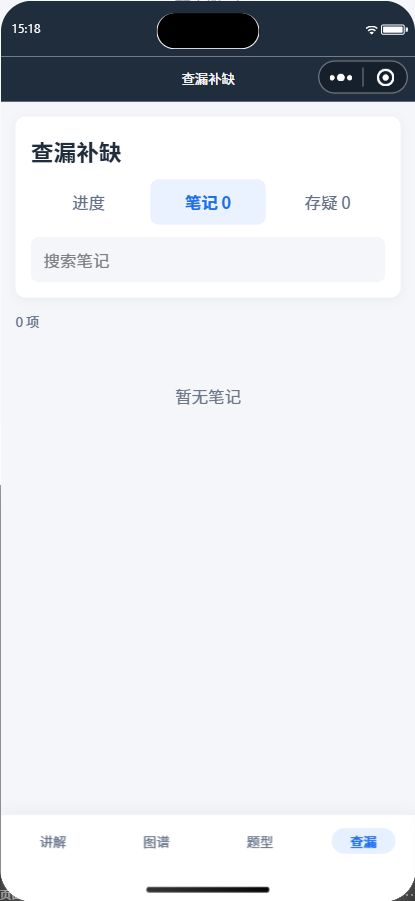 15:18
查漏补缺
查漏补缺
进度 笔记 0 存疑 0
搜索笔记
0 项
暂无笔记
讲解 图谱 题型 查漏